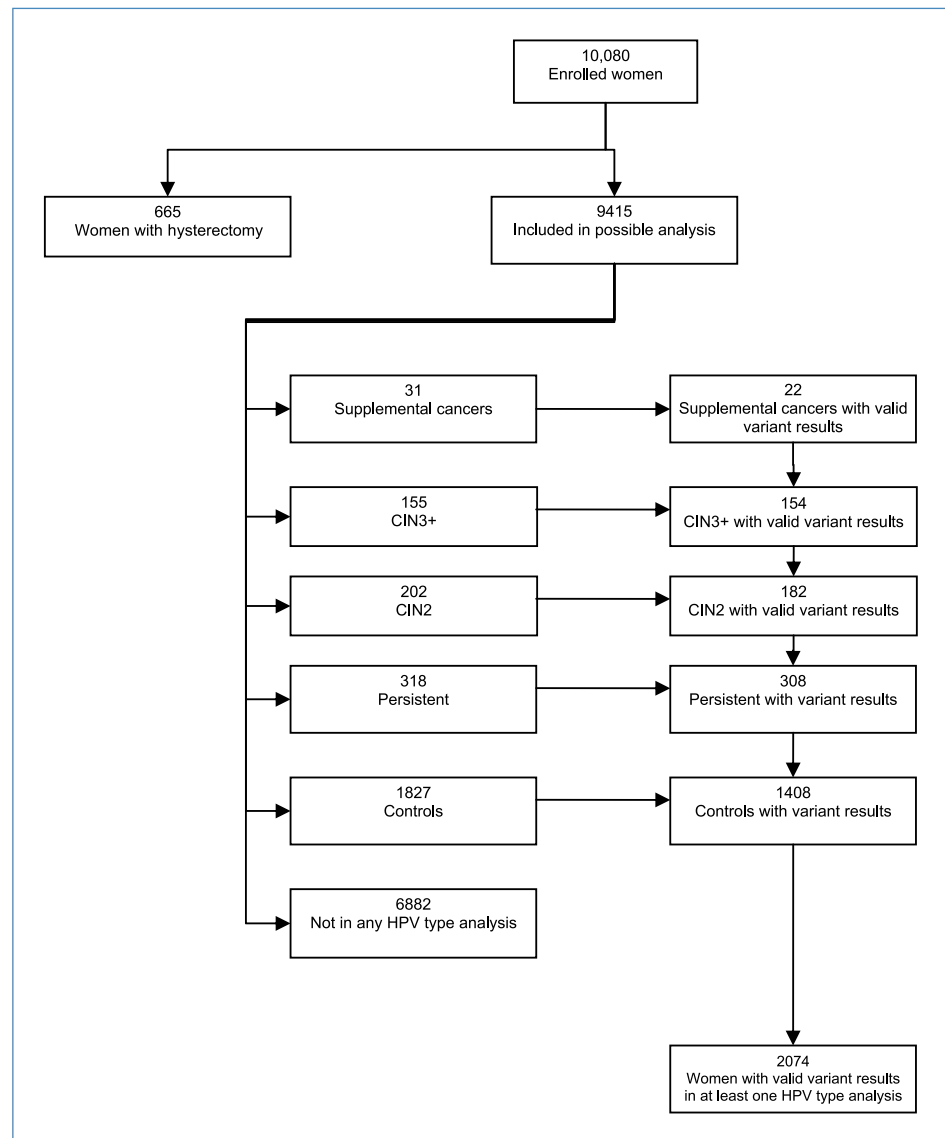 10,080
Enrolled women
665
Women with hysterectomy
9415
Included in possible analysis
31
Supplemental cancers
22
Supplemental cancers with valid
variant results
155
CIN3+
154
CIN3+ with valid variant results
202
CIN2
182
CIN2 with valid variant results
318
Persistent
308
Persistent with variant results
1827
Controls
1408
Controls with variant results
6882
Not in any HPV type analysis
2074
Women with valid variant results
in at least one HPV type analysis